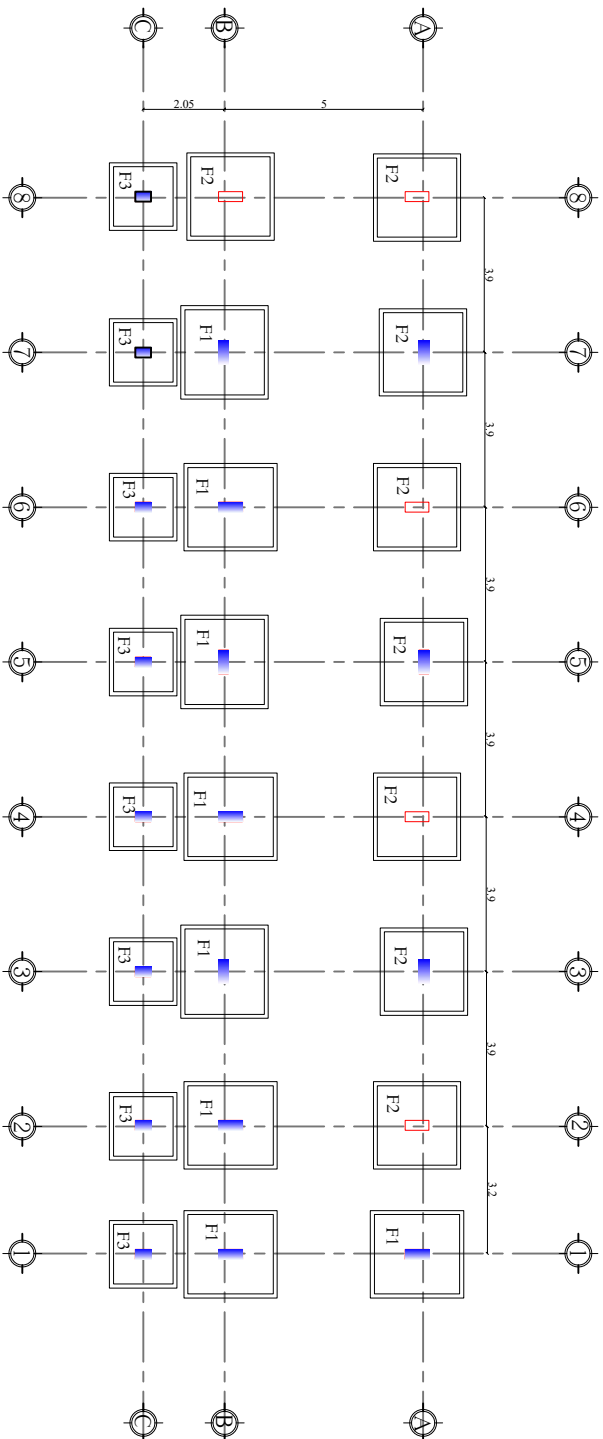 8 7 6 5 4 3 2 1
3.9 3.9 3.9 3.9 3.9 3.9 3.2
A A
F2 F2 F2 F2 F2 F2 F2 F1
5
B B
F2 F1 F1 F1 F1 F1 F1 F1
2.05
C C
F3 F3 F3 F3 F3 F3 F3 F3
8 7 6 5 4 3 2 1